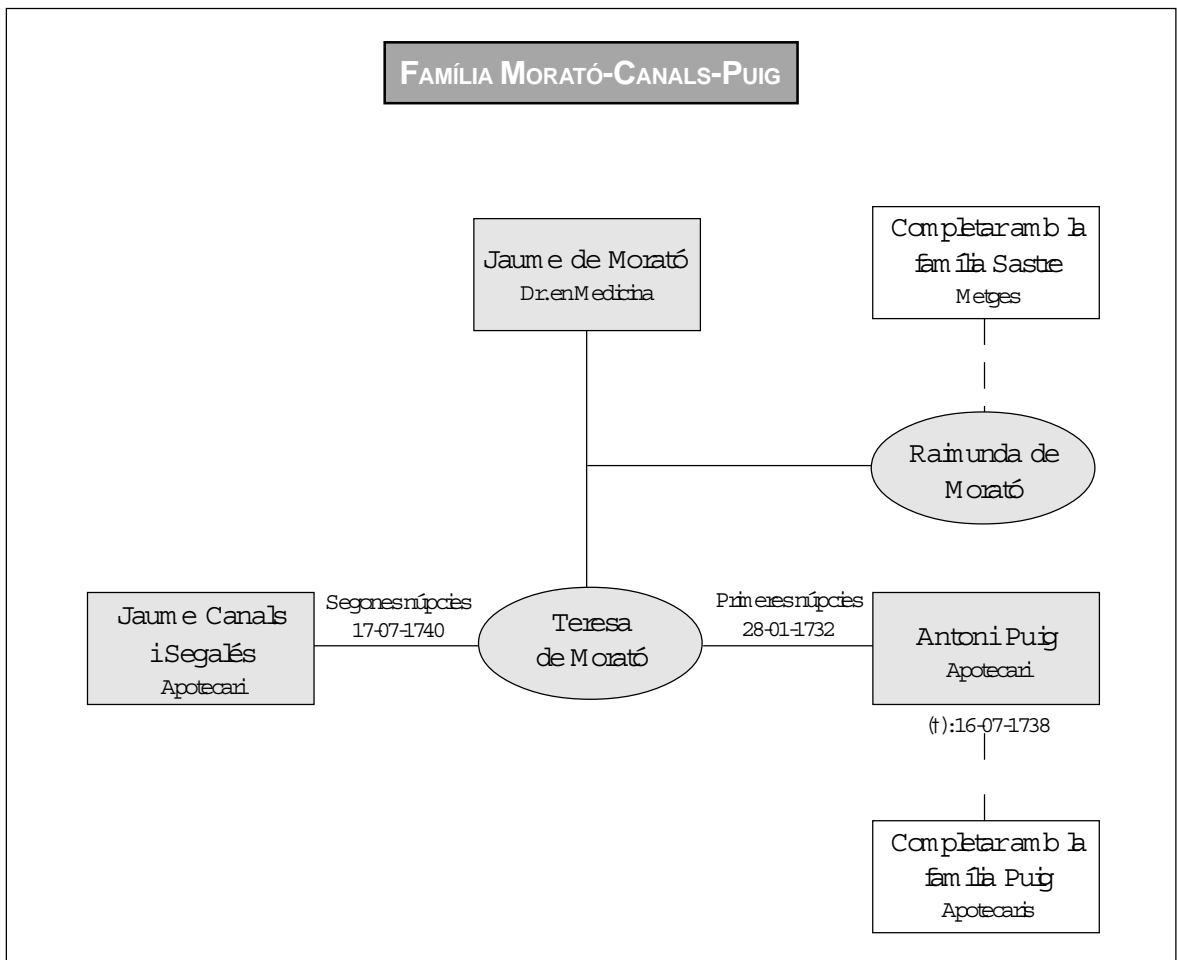 FAMÍLIA MORATÓ-CANALS-PUIG
Jaume de Morató
Dr. en Medicina
Completar amb la
família Sastre
Metges
Raimunda de
Morató
Jaume Canals
i Segalés
Apotecari
Segones núpcies
17-07-1740
Teresa
de Morató
Primeres núpcies
28-01-1732
Antoni Puig
Apotecari
(†): 16-07-1738
Completar amb la
família Puig
Apotecaris